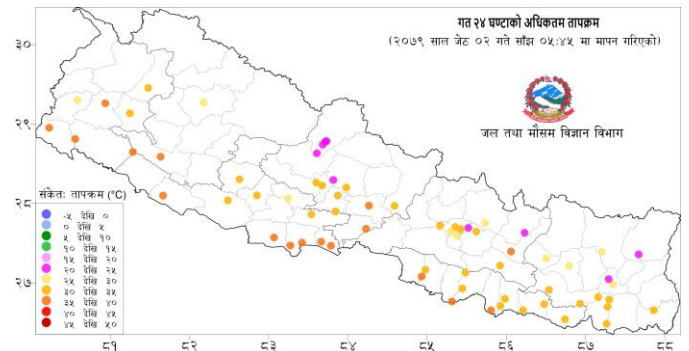 गत २४ घण्टाको अधिकतम तापक्रम
(२०७९ साल जेठ ०२ गते साँझ ०५:४५ मा मापन गरिएको)
जल तथा मौसम विज्ञान विभाग
३०
२९
२८
२७
संकेतः तापक्रम (°C)
-५ देखि ०
० देखि ५
५ देखि १०
१० देखि १५
१५ देखि २०
२० देखि २५
२५ देखि ३०
३० देखि ३५
३५ देखि ४०
४० देखि ४५
४५ देखि ५०
८१ ८२ ८३ ८४ ८५ ८६ ८७ ८८